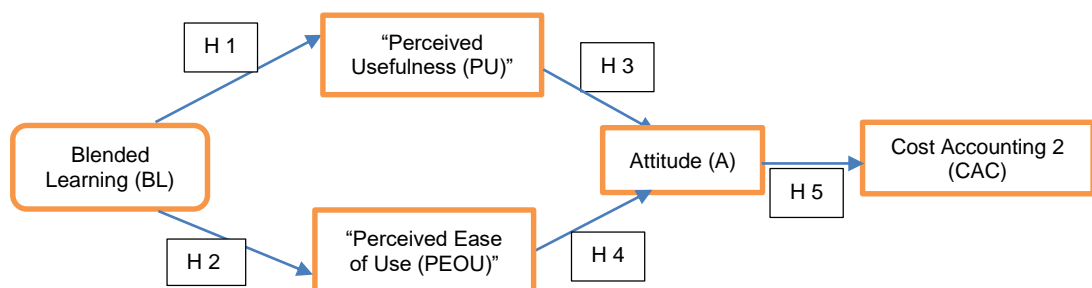 H 1
“Perceived
Usefulness (PU)”
H 3
Blended
Learning (BL)
Attitude (A)
Cost Accounting 2
(CAC)
H 5
H 2
“Perceived Ease
of Use (PEOU)”
H 4